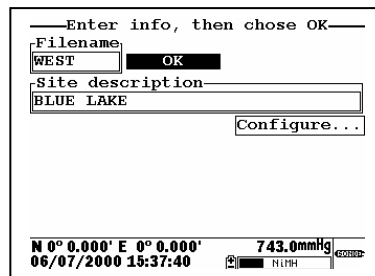 Enter info, then chose OK
Filename
WEST OK
Site description
BLUE LAKE
Configure...
N 0° 0.000' E 0° 0.000' 743.0mmHg
06/07/2000 15:37:40 NiMH